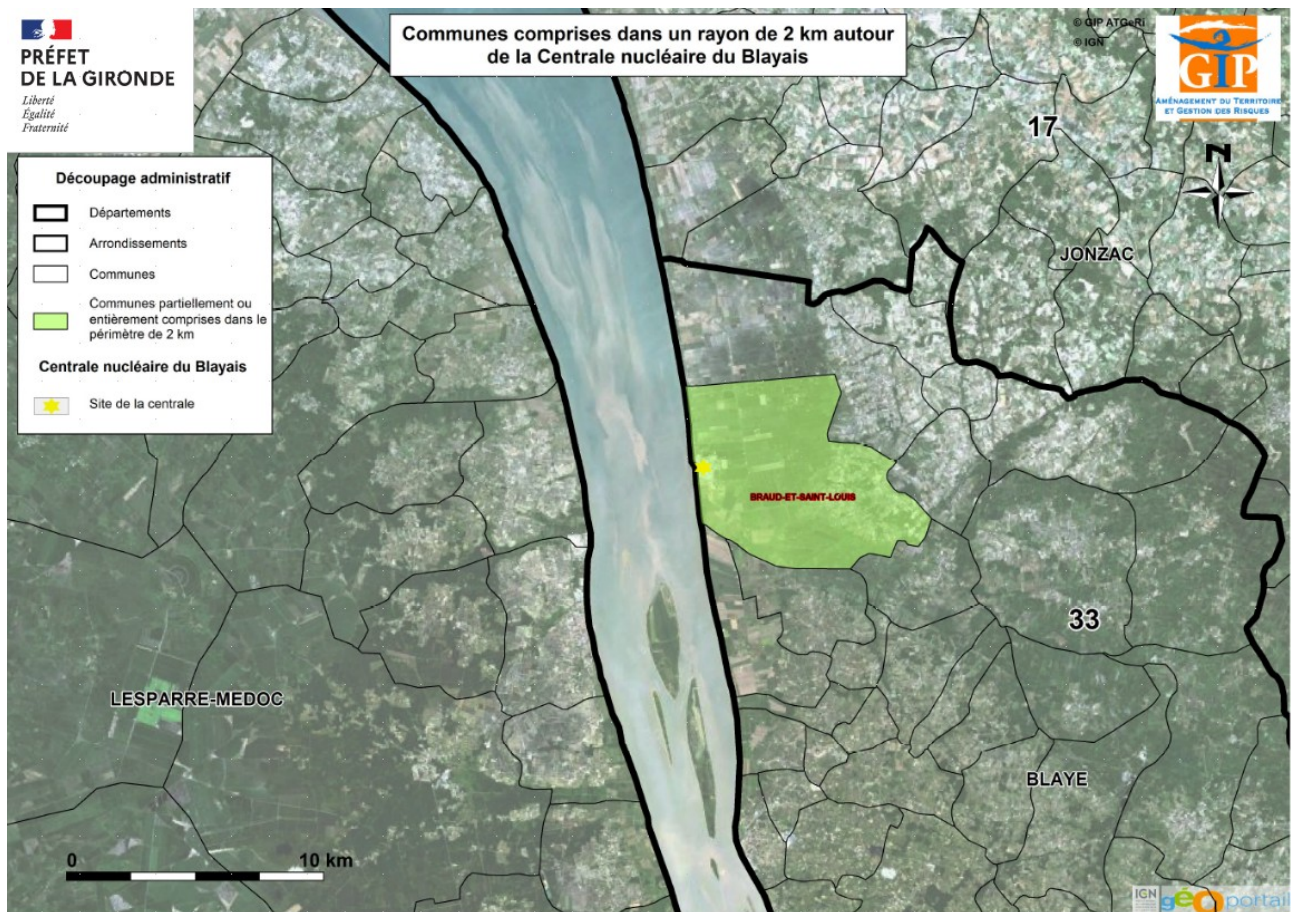 PRÉFET
DE LA GIRONDE
Liberté
Égalité
Fraternité
Communes comprises dans un rayon de 2 km autour
de la Centrale nucléaire du Blayais
© GIP ATGeRi
© IGN
GIP
AMÉNAGEMENT DU TERRITOIRE
ET GESTION DES RISQUES
N
Découpage administratif
Départements
Arrondissements
Communes
Communes partiellement ou
entièrement comprises dans le
périmètre de 2 km
Centrale nucléaire du Blayais
Site de la centrale
17
JONZAC
BRAUD-ET-SAINT-LOUIS
33
LESPARRE-MEDOC
BLAYE
0 10 km
IGN
géoportail